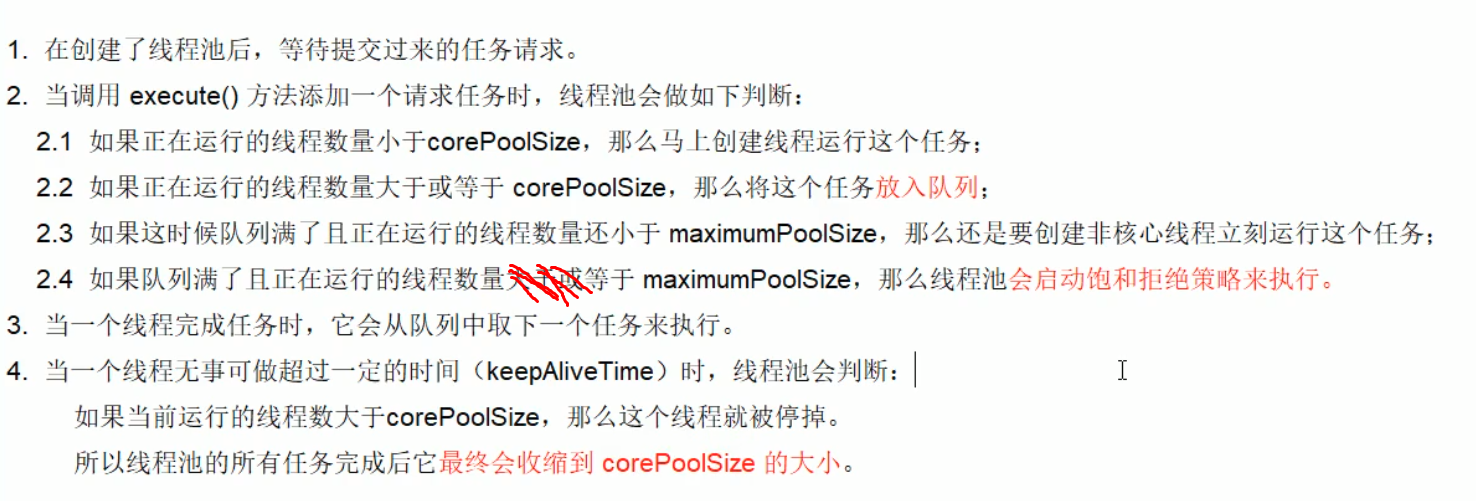 1. 在创建了线程池后，等待提交过来的任务请求。
2. 当调用 execute() 方法添加一个请求任务时，线程池会做如下判断：
2.1 如果正在运行的线程数量小于corePoolSize，那么马上创建线程运行这个任务；
2.2 如果正在运行的线程数量大于或等于 corePoolSize，那么将这个任务放入队列；
2.3 如果这时候队列满了且正在运行的线程数量还小于 maximumPoolSize，那么还是要创建非核心线程立刻运行这个任务；
2.4 如果队列满了且正在运行的线程数量大于或等于 maximumPoolSize，那么线程池会启动饱和拒绝策略来执行。
3. 当一个线程完成任务时，它会从队列中取下一个任务来执行。
4. 当一个线程无事可做超过一定的时间（keepAliveTime）时，线程池会判断：
如果当前运行的线程数大于corePoolSize，那么这个线程就被停掉。
所以线程池的所有任务完成后它最终会收缩到 corePoolSize 的大小。